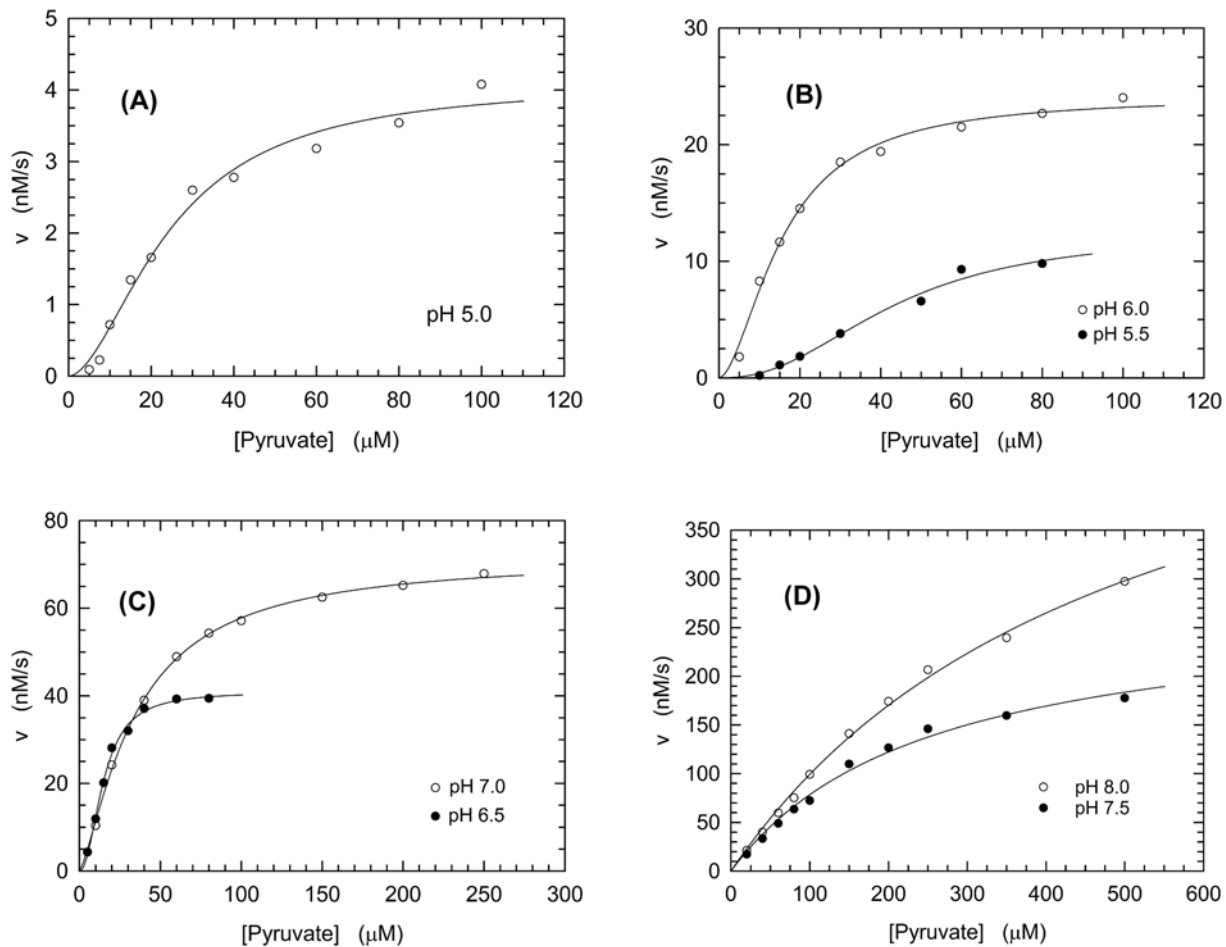 5
4
3
2
1
0
0 20 40 60 80 100 120
v (nM/s)
(A)
pH 5.0
[Pyruvate] (μM)
30
20
10
0
0 20 40 60 80 100 120
v (nM/s)
(B)
pH 6.0
pH 5.5
[Pyruvate] (μM)
80
60
40
20
0
0 50 100 150 200 250 300
v (nM/s)
(C)
pH 7.0
pH 6.5
[Pyruvate] (μM)
350
300
250
200
150
100
50
0
0 100 200 300 400 500 600
v (nM/s)
(D)
pH 8.0
pH 7.5
[Pyruvate] (μM)